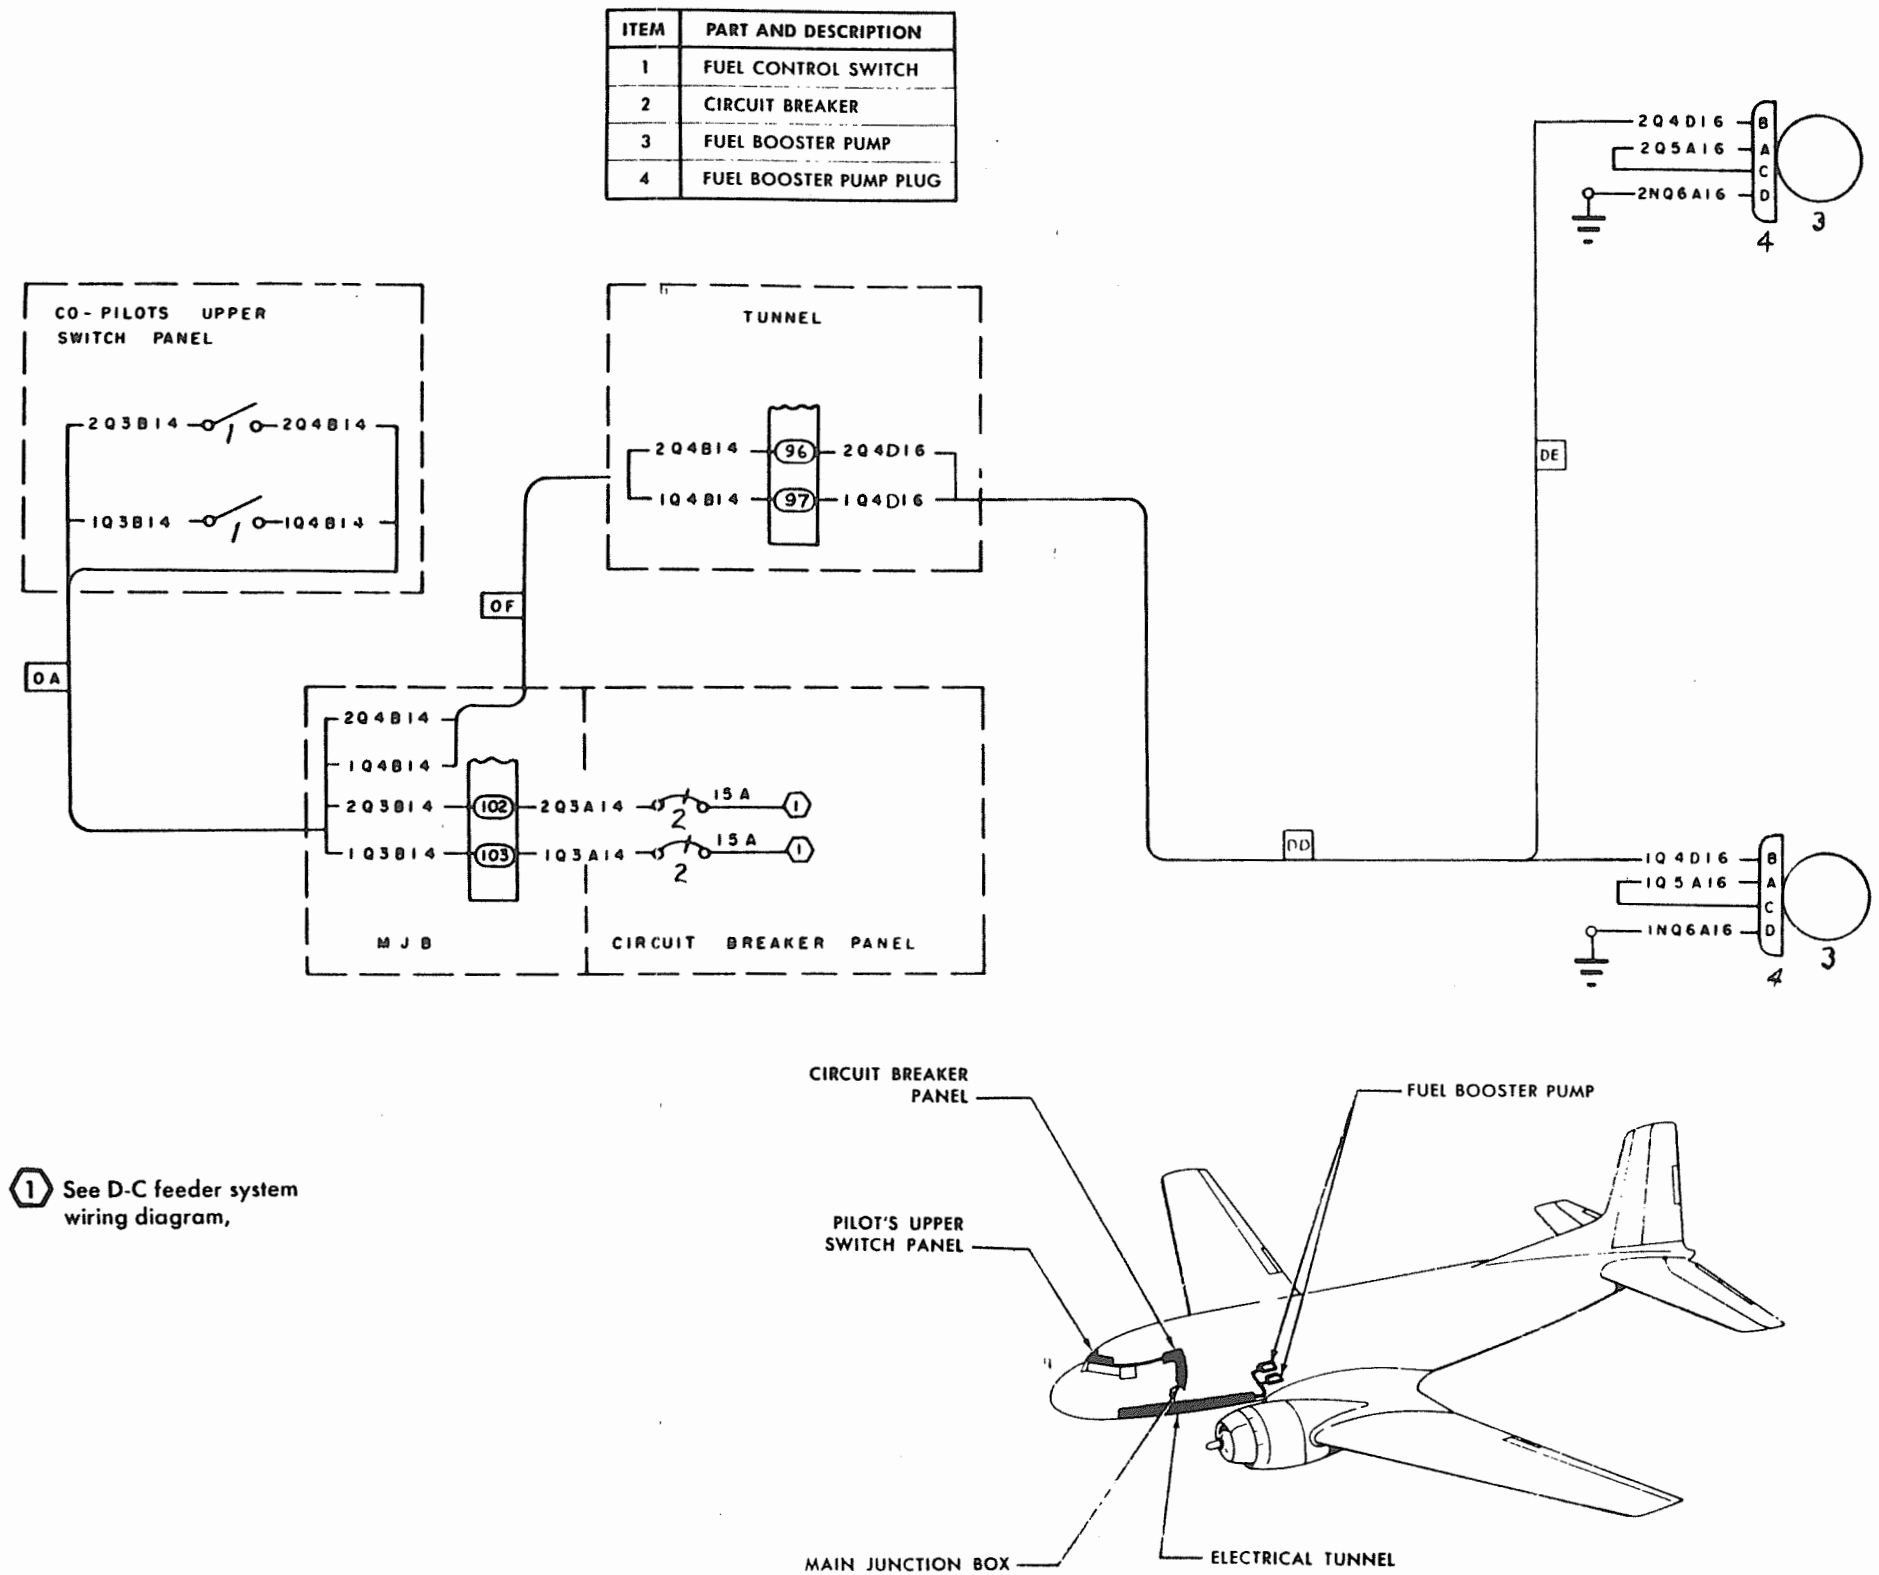 ITEM PART AND DESCRIPTION
1 FUEL CONTROL SWITCH
2 CIRCUIT BREAKER
3 FUEL BOOSTER PUMP
4 FUEL BOOSTER PUMP PLUG
2Q4D16 B
2Q5A16 A
C
2NQ6A16 D
4
3
CO-PILOTS UPPER
SWITCH PANEL
2Q3B14 1 2Q4B14
1Q3B14 1 1Q4B14
TUNNEL
2Q4B14 96 2Q4D16
1Q4B14 97 1Q4D16
DE
OF
OA
2Q4B14
1Q4B14
2Q3B14 102 2Q3A14 2 15A 1
1Q3B14 103 1Q3A14 2 15A 1
MJB
CIRCUIT BREAKER PANEL
DD
1Q4D16 B
1Q5A16 A
C
1NQ6A16 D
4
3
CIRCUIT BREAKER
PANEL
FUEL BOOSTER PUMP
1 See D-C feeder system
wiring diagram,
PILOT'S UPPER
SWITCH PANEL
MAIN JUNCTION BOX
ELECTRICAL TUNNEL